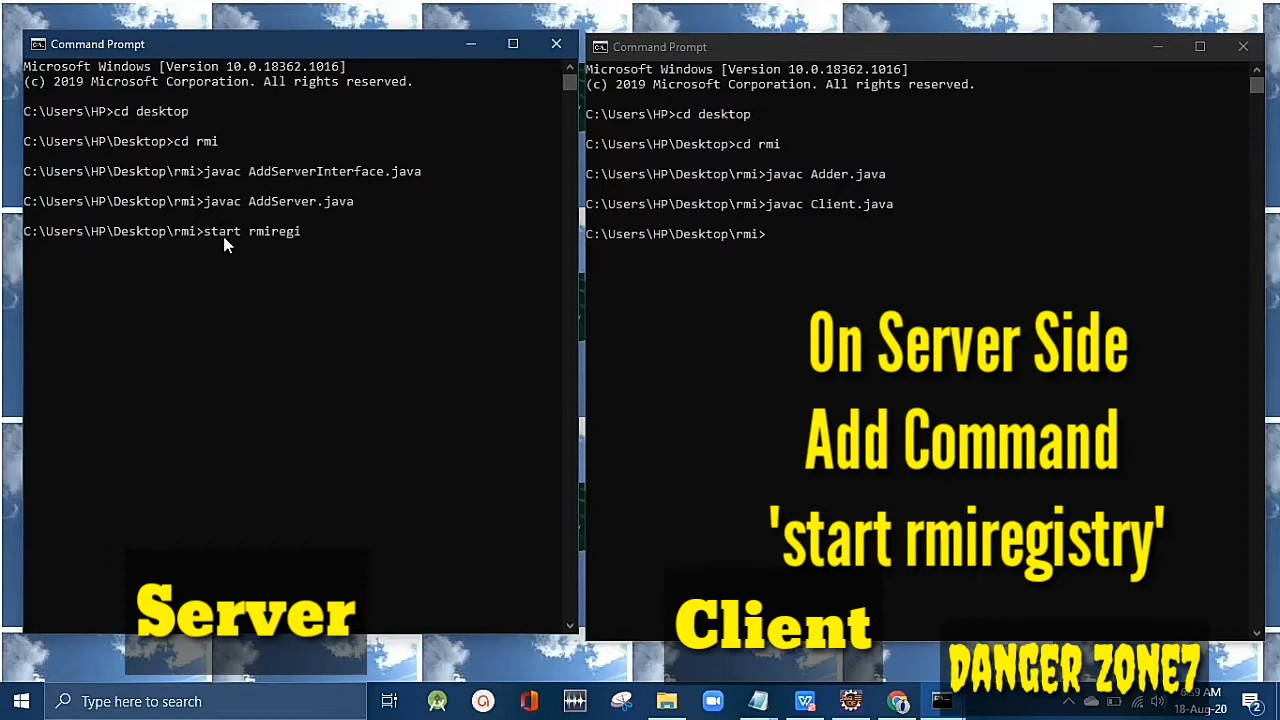 Command Prompt
Microsoft Windows [Version 10.0.18362.1016]
(c) 2019 Microsoft Corporation. All rights reserved.
C:\Users\HP>cd desktop
C:\Users\HP\Desktop>cd rmi
C:\Users\HP\Desktop\rmi>javac AddServerInterface.java
C:\Users\HP\Desktop\rmi>javac AddServer.java
C:\Users\HP\Desktop\rmi>start rmiregi
Server
Command Prompt
Microsoft Windows [Version 10.0.18362.1016]
(c) 2019 Microsoft Corporation. All rights reserved.
C:\Users\HP>cd desktop
C:\Users\HP\Desktop>cd rmi
C:\Users\HP\Desktop\rmi>javac Adder.java
C:\Users\HP\Desktop\rmi>javac Client.java
C:\Users\HP\Desktop\rmi>
On Server Side
Add Command
'start rmiregistry'
Client
DANGER ZONE7
Type here to search
18-Aug-20
2